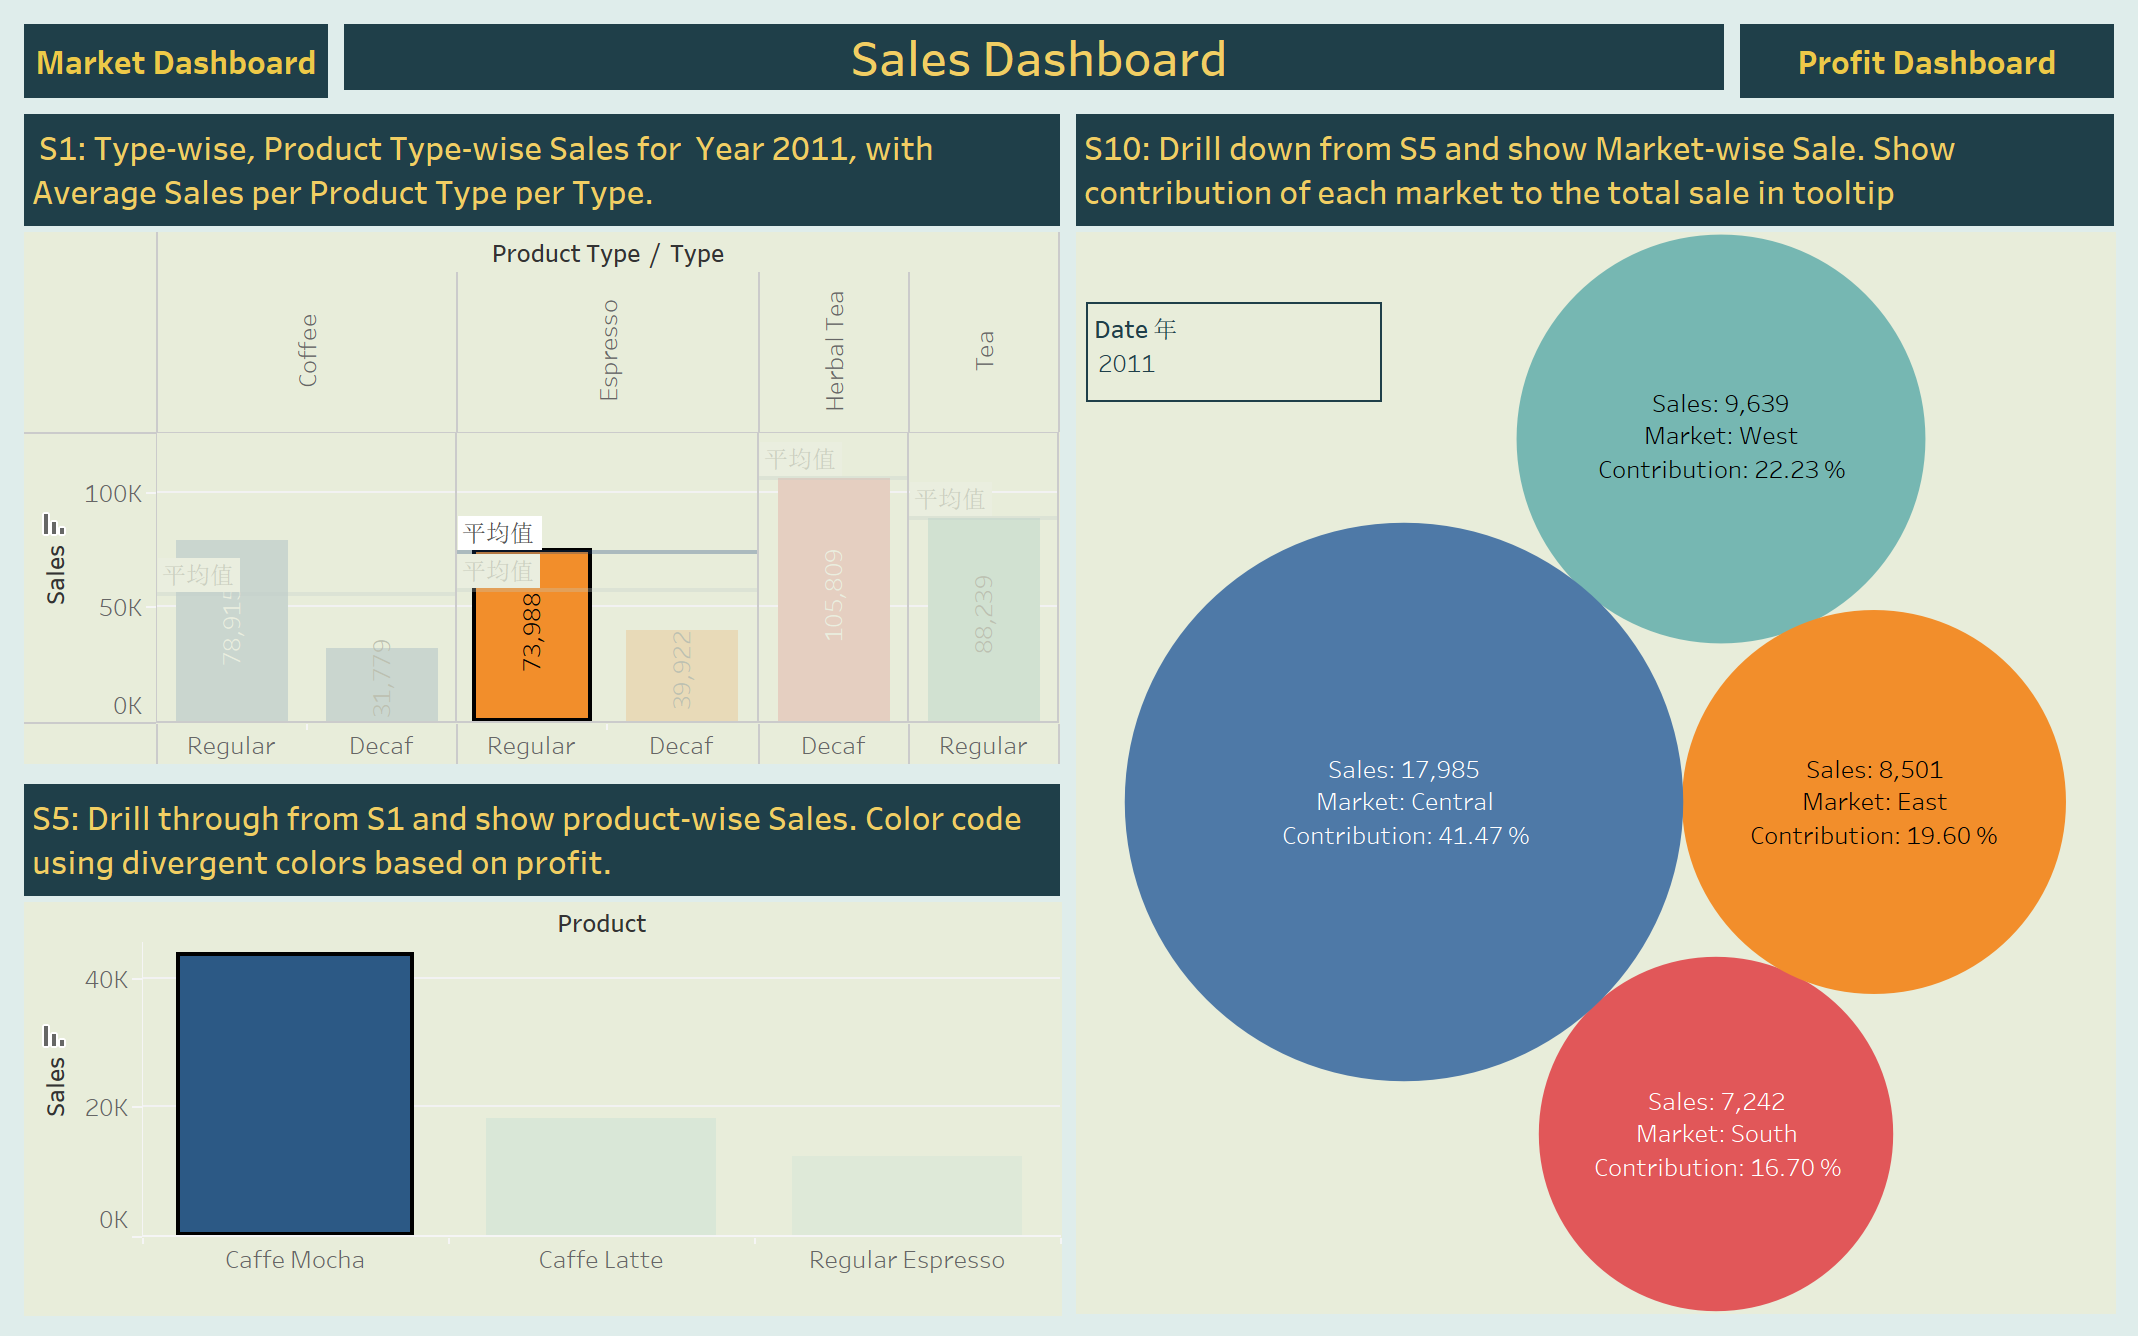 Market Dashboard
Sales Dashboard
Profit Dashboard
S1: Type-wise, Product Type-wise Sales for  Year 2011, with
Average Sales per Product Type per Type.
Product Type / Type
Coffee
Espresso
Herbal Tea
Tea
Sales
100K
50K
0K
平均值
平均值
平均值
平均值
平均值
78,915
31,779
73,988
39,922
105,809
88,239
Regular
Decaf
Regular
Decaf
Decaf
Regular
S5: Drill through from S1 and show product-wise Sales. Color code
using divergent colors based on profit.
Product
Sales
40K
20K
0K
Caffe Mocha
Caffe Latte
Regular Espresso
S10: Drill down from S5 and show Market-wise Sale. Show
contribution of each market to the total sale in tooltip
Date 年
2011
Sales: 9,639
Market: West
Contribution: 22.23 %
Sales: 17,985
Market: Central
Contribution: 41.47 %
Sales: 8,501
Market: East
Contribution: 19.60 %
Sales: 7,242
Market: South
Contribution: 16.70 %